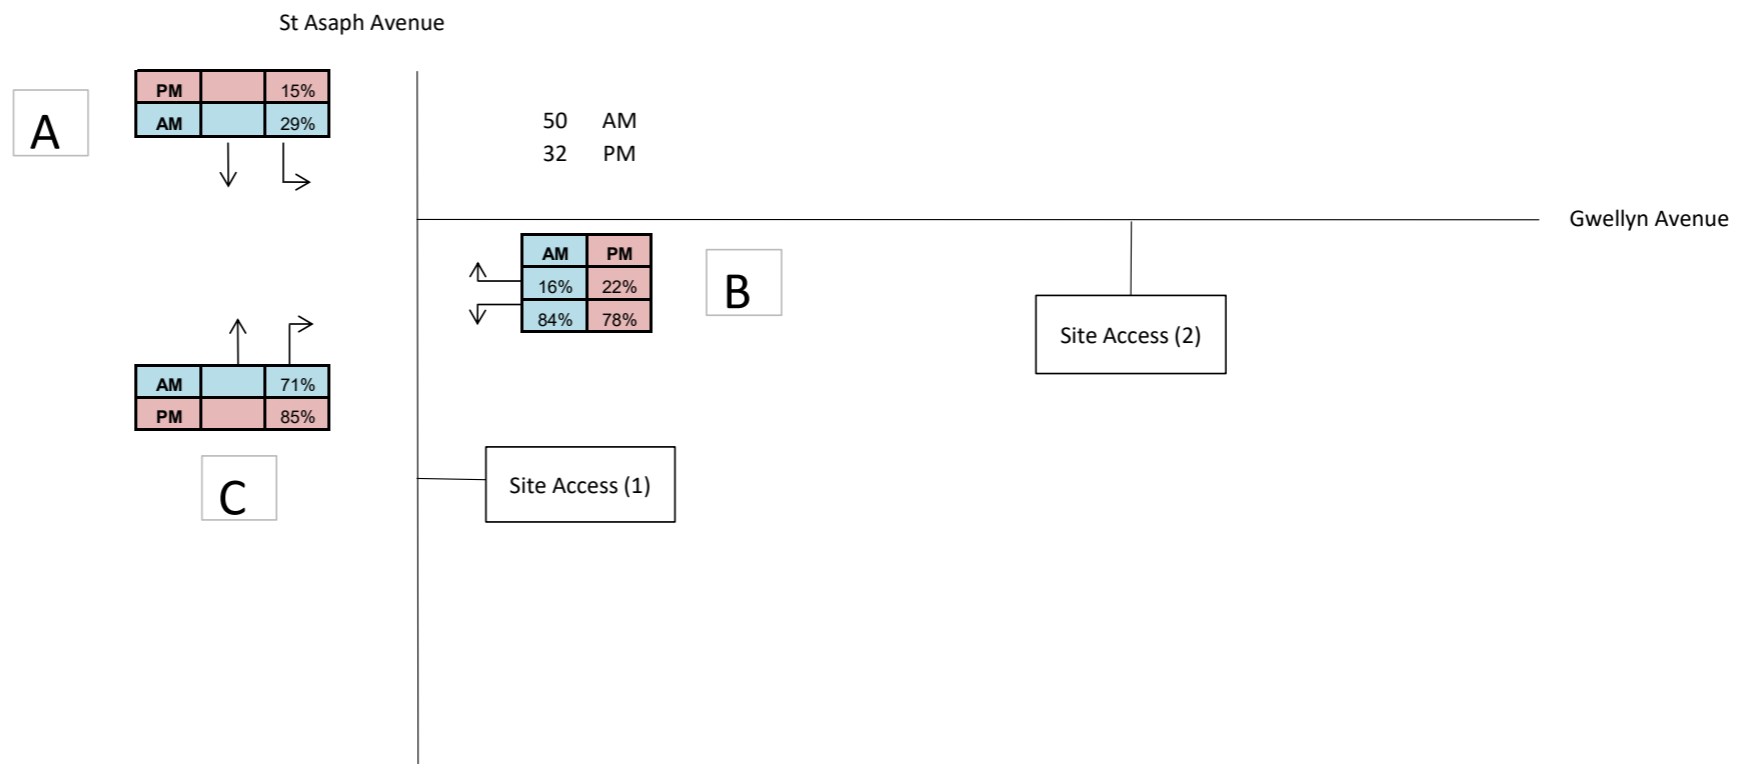 St Asaph Avenue
A
PM 15%
AM 29%
50 AM
32 PM
Gwellyn Avenue
AM PM
16% 22%
84% 78%
B
Site Access (2)
AM 71%
PM 85%
C
Site Access (1)